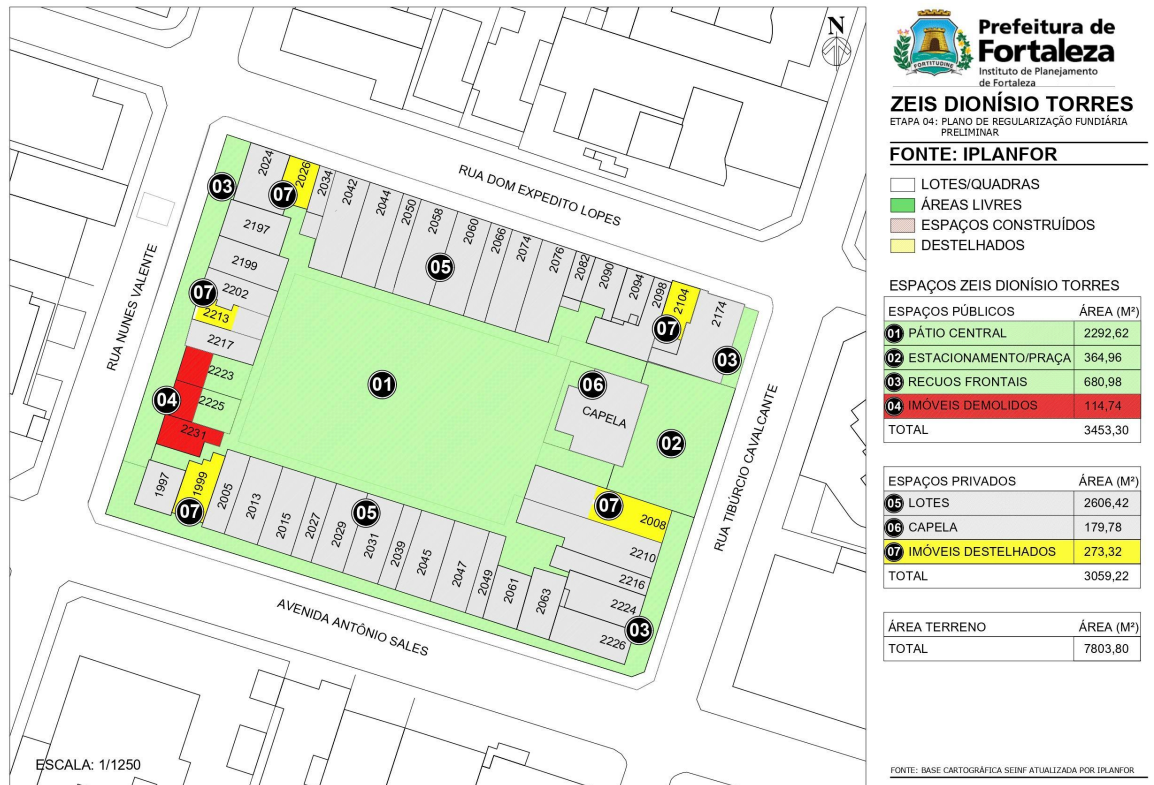 N
RUA DOM EXPEDITO LOPES
RUA NUNES VALENTE
RUA TIBÚRCIO CAVALCANTE
AVENIDA ANTÔNIO SALES
2024
2026
2034
2042
2044
2050
2058
2060
2066
2074
2076
2082
2090
2094
2098
2104
2174
03
07
05
07
03
2197
2199
2202
07
2213
2217
2223
2225
04
2231
01
06
CAPELA
02
1997
1999
07
2005
2013
2015
2027
2029
05
2031
2039
2045
2047
2049
2061
2063
07
2008
2210
2216
2224
2226
03
ESCALA: 1/1250
Prefeitura de
Fortaleza
Instituto de Planejamento
de Fortaleza
FORTITUDINE
ZEIS DIONÍSIO TORRES
ETAPA 04: PLANO DE REGULARIZAÇÃO FUNDIÁRIA
PRELIMINAR
FONTE: IPLANFOR
LOTES/QUADRAS
ÁREAS LIVRES
ESPAÇOS CONSTRUÍDOS
DESTELHADOS
ESPAÇOS ZEIS DIONÍSIO TORRES
ESPAÇOS PÚBLICOS ÁREA (M²)
01 PÁTIO CENTRAL 2292,62
02 ESTACIONAMENTO/PRAÇA 364,96
03 RECUOS FRONTAIS 680,98
04 IMÓVEIS DEMOLIDOS 114,74
TOTAL 3453,30
ESPAÇOS PRIVADOS ÁREA (M²)
05 LOTES 2606,42
06 CAPELA 179,78
07 IMÓVEIS DESTELHADOS 273,32
TOTAL 3059,22
ÁREA TERRENO ÁREA (M²)
TOTAL 7803,80
FONTE: BASE CARTOGRÁFICA SEINF ATUALIZADA POR IPLANFOR